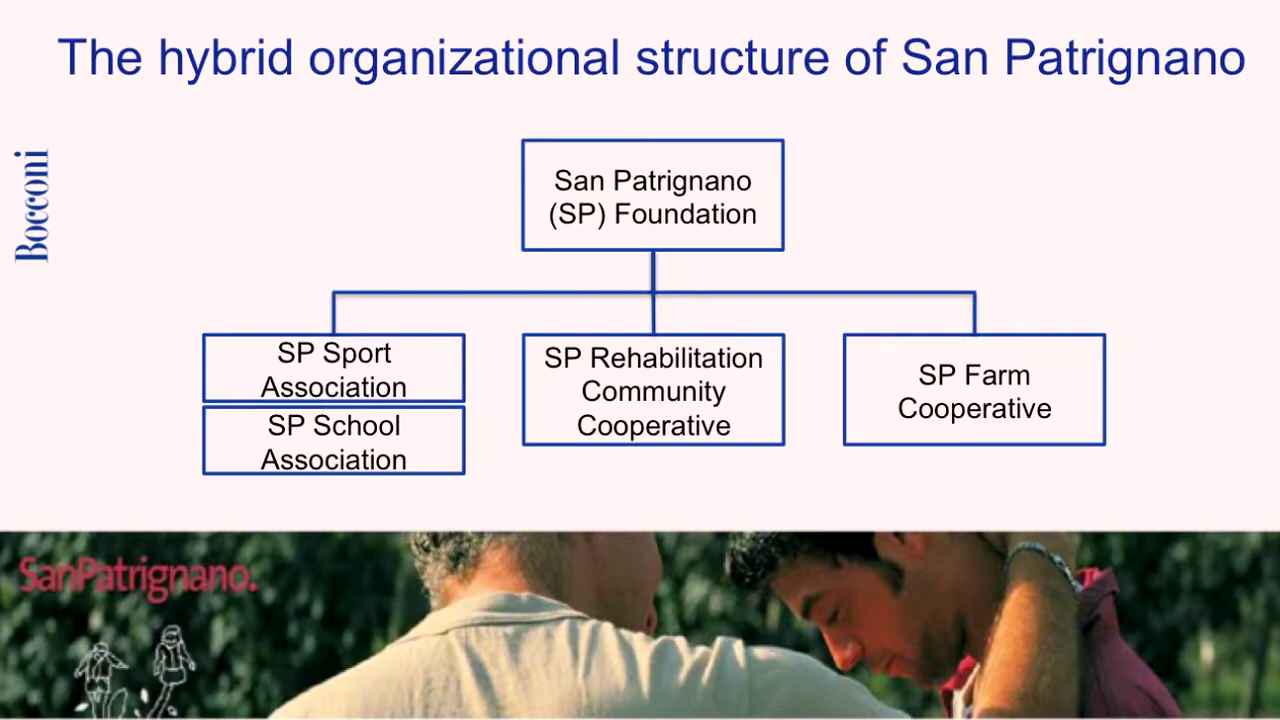 The hybrid organizational structure of San Patrignano
Bocconi
San Patrignano
(SP) Foundation
SP Sport
Association
SP School
Association
SP Rehabilitation
Community
Cooperative
SP Farm
Cooperative
SanPatrignano.